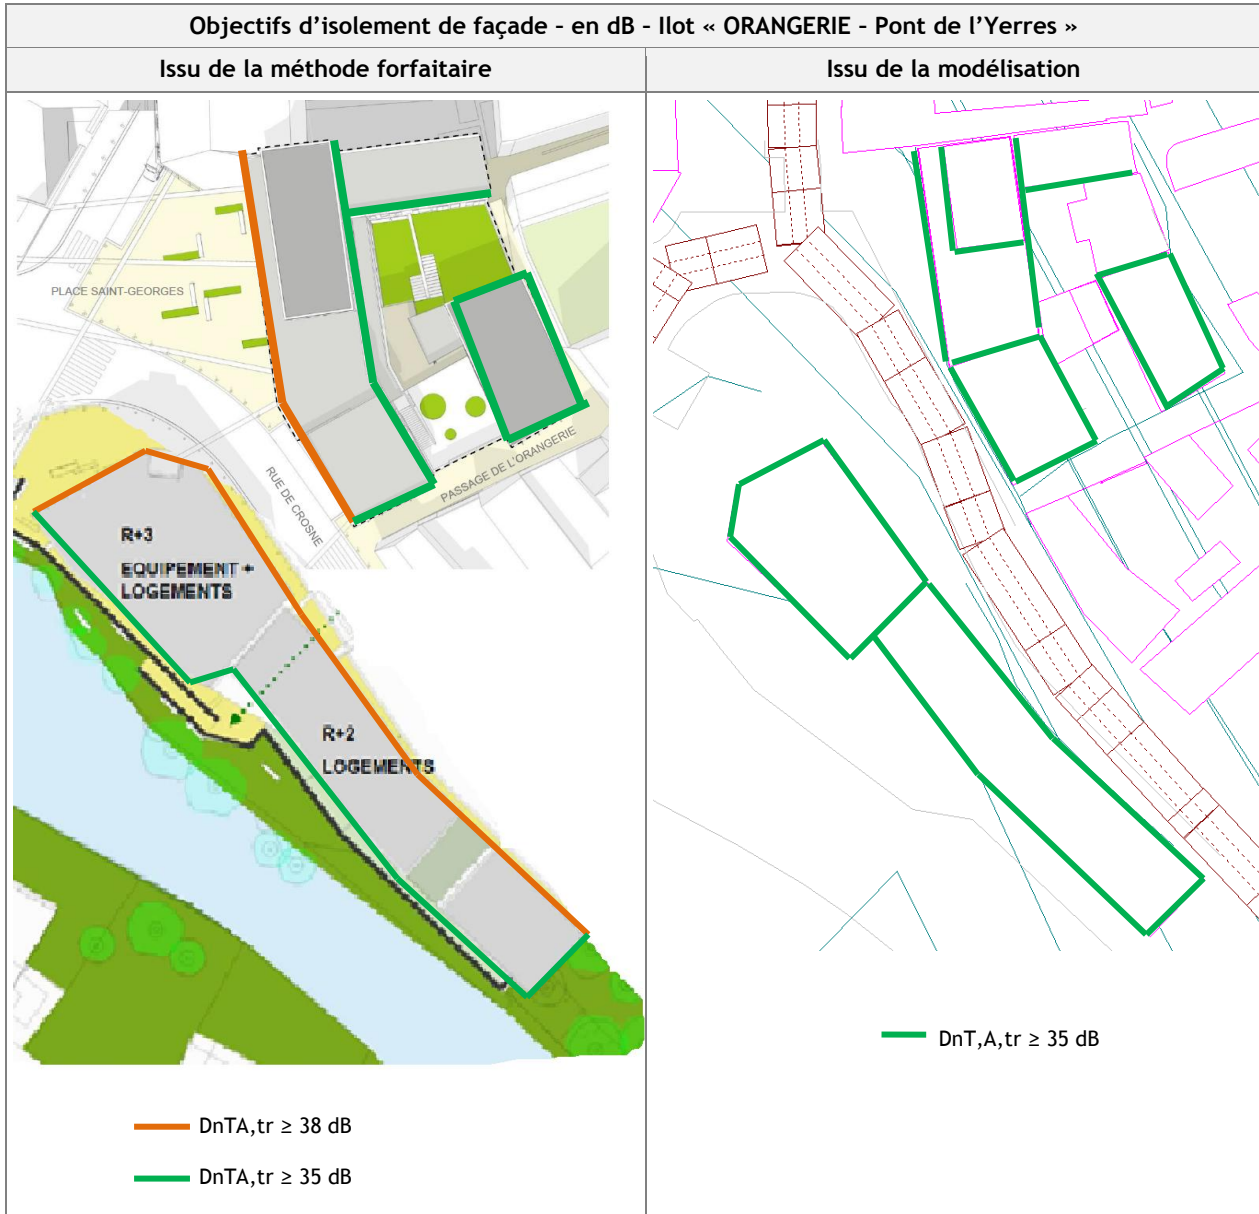 Objectifs d’isolement de façade – en dB – Ilot « ORANGERIE – Pont de l’Yerres »
Issu de la méthode forfaitaire
Issu de la modélisation
PLACE SAINT-GEORGES
RUE DE CROSNE
PASSAGE DE L'ORANGERIE
R+3
EQUIPEMENT +
LOGEMENTS
R+2
LOGEMENTS
DnTA,tr ≥ 38 dB
DnTA,tr ≥ 35 dB
DnT,A,tr ≥ 35 dB